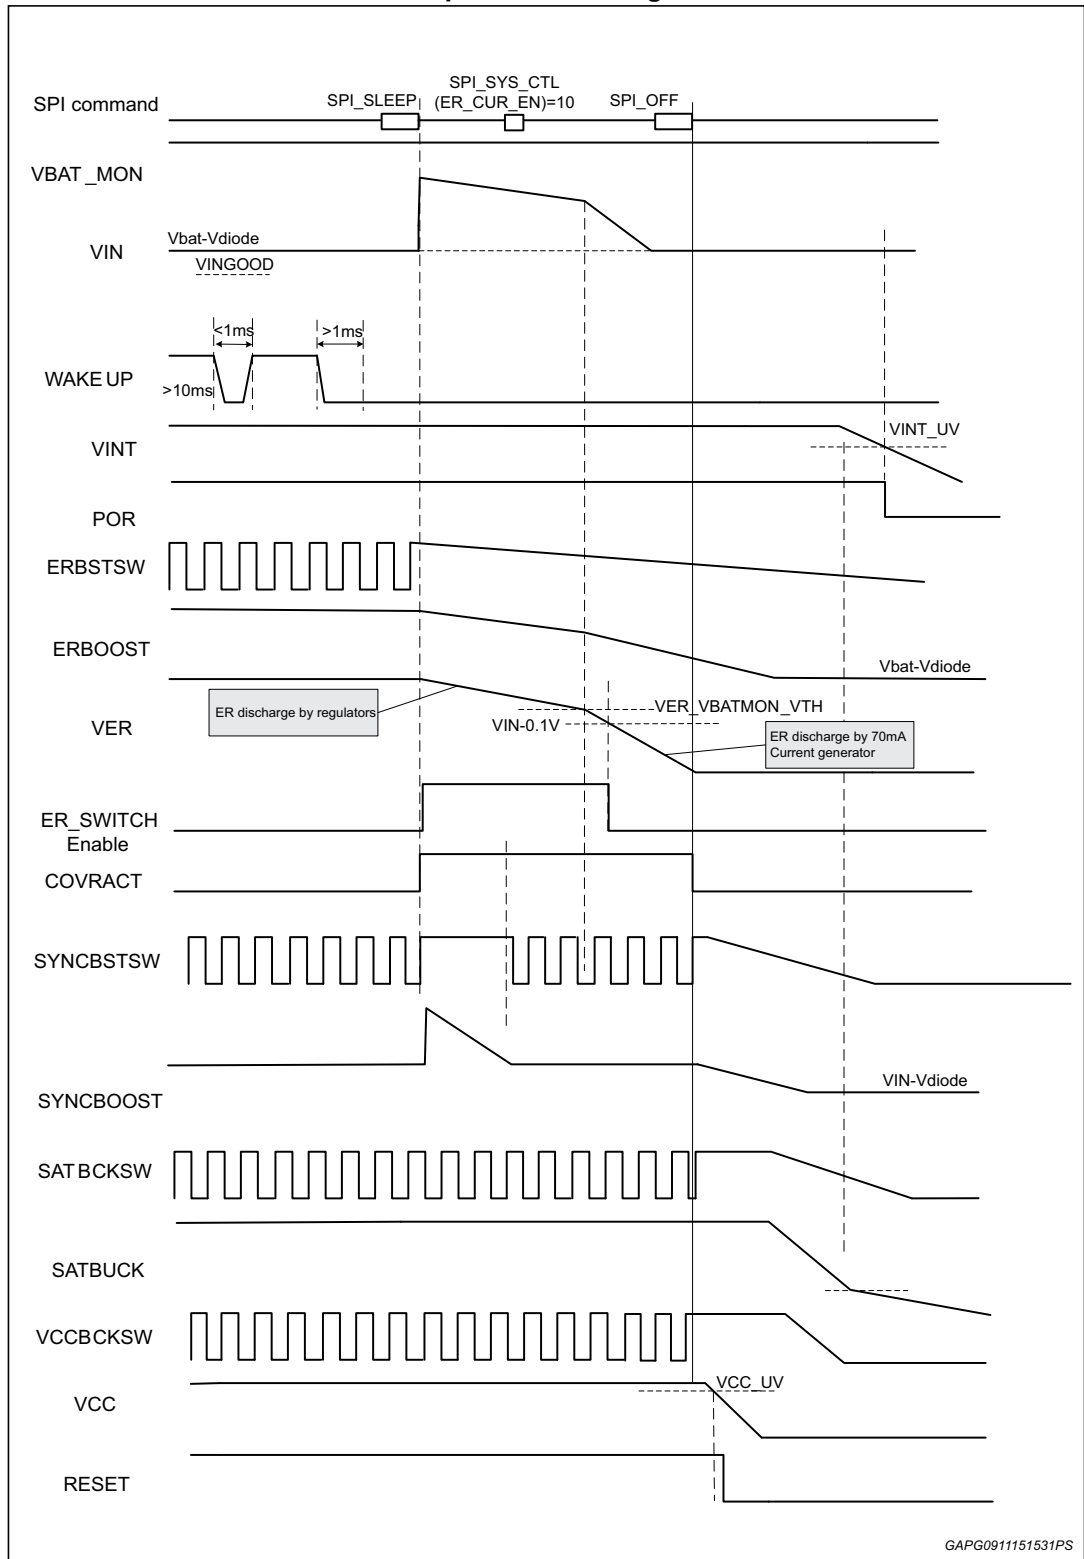 SPI command
SPI_SLEEP
SPI_SYS_CTL
(ER_CUR_EN)=10
SPI_OFF
VBAT _MON
VIN
Vbat-Vdiode
VINGOOD
<1ms
>1ms
WAKE UP
>10ms
VINT
VINT_UV
POR
ERBSTSW
ERBOOST
Vbat-Vdiode
VER
ER discharge by regulators
VIN-0.1V
VER_VBATMON_VTH
ER discharge by 70mA
Current generator
ER_SWITCH
Enable
COVRACT
SYNCBSTSW
SYNCBOOST
VIN-Vdiode
SATBCKSW
SATBUCK
VCCBCKSW
VCC
VCC_UV
RESET
GAPG0911151531PS